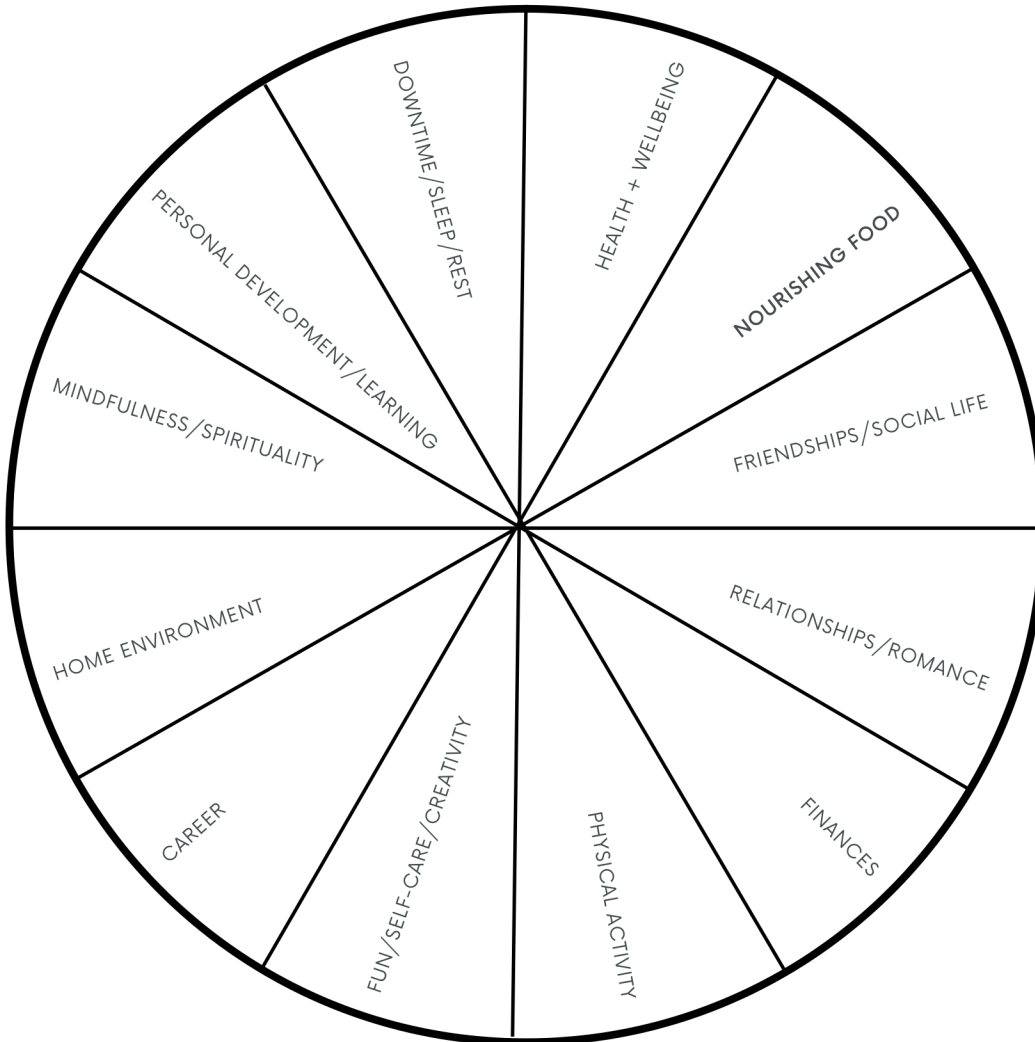 HEALTH + WELLBEING
NOURISHING FOOD
FRIENDSHIPS/SOCIAL LIFE
RELATIONSHIPS/ROMANCE
FINANCES
PHYSICAL ACTIVITY
FUN/SELF-CARE/CREATIVITY
CAREER
HOME ENVIRONMENT
MINDFULNESS/SPIRITUALITY
PERSONAL DEVELOPMENT/LEARNING
DOWNTIME/SLEEP/REST